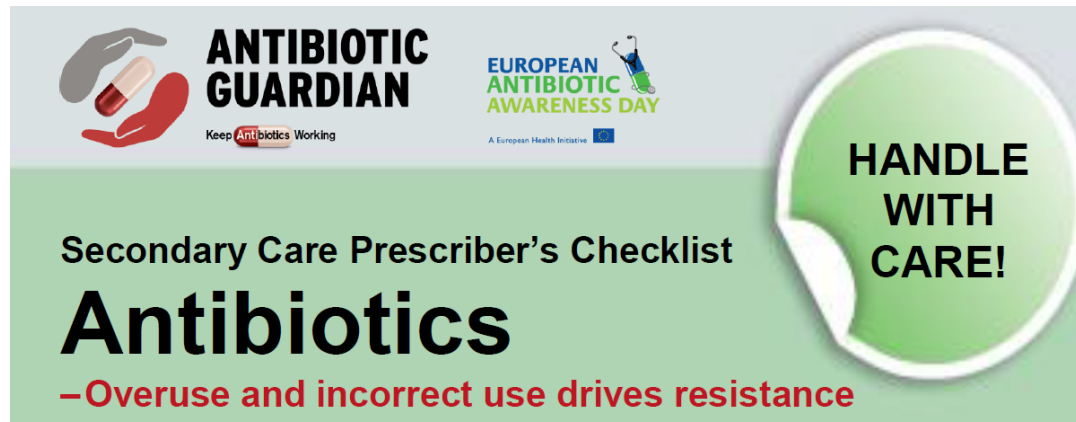 ANTIBIOTIC
GUARDIAN
Keep Antibiotics Working
EUROPEAN
ANTIBIOTIC
AWARENESS DAY
A European Health Initiative
HANDLE
WITH
CARE!
Secondary Care Prescriber's Checklist
Antibiotics
–Overuse and incorrect use drives resistance